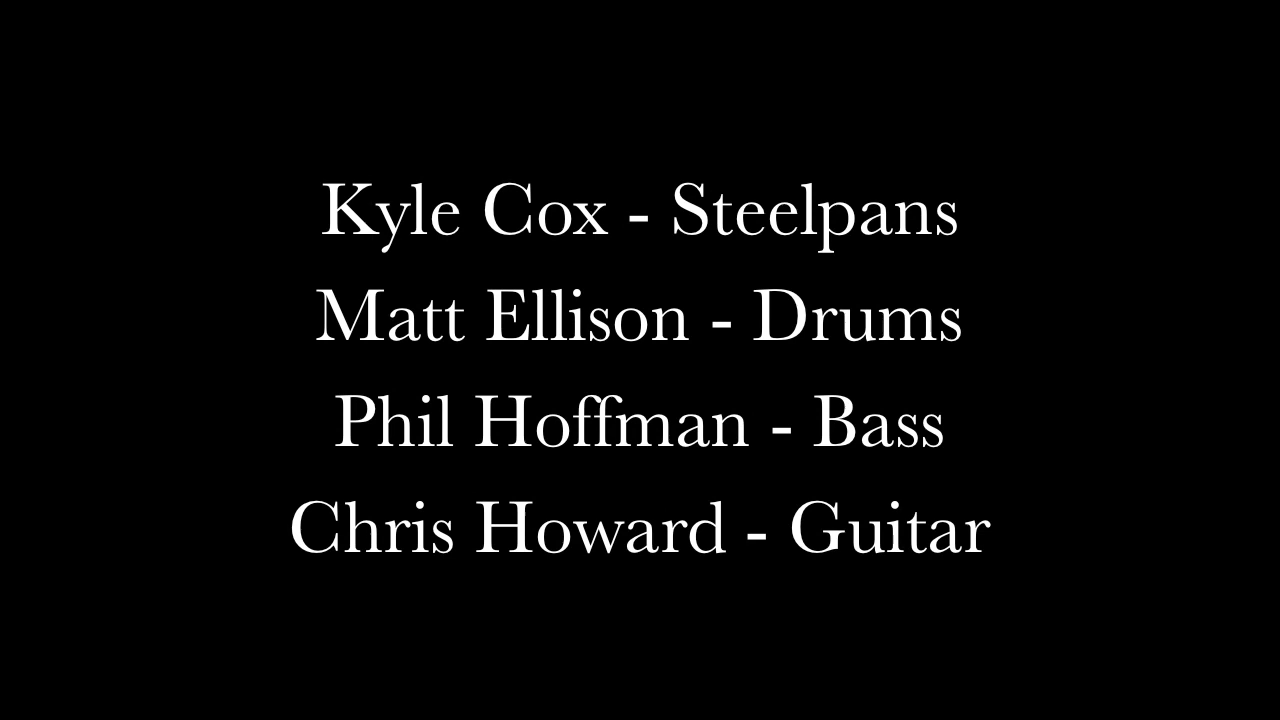 Kyle Cox - Steelpans
Matt Ellison - Drums
Phil Hoffman - Bass
Chris Howard - Guitar